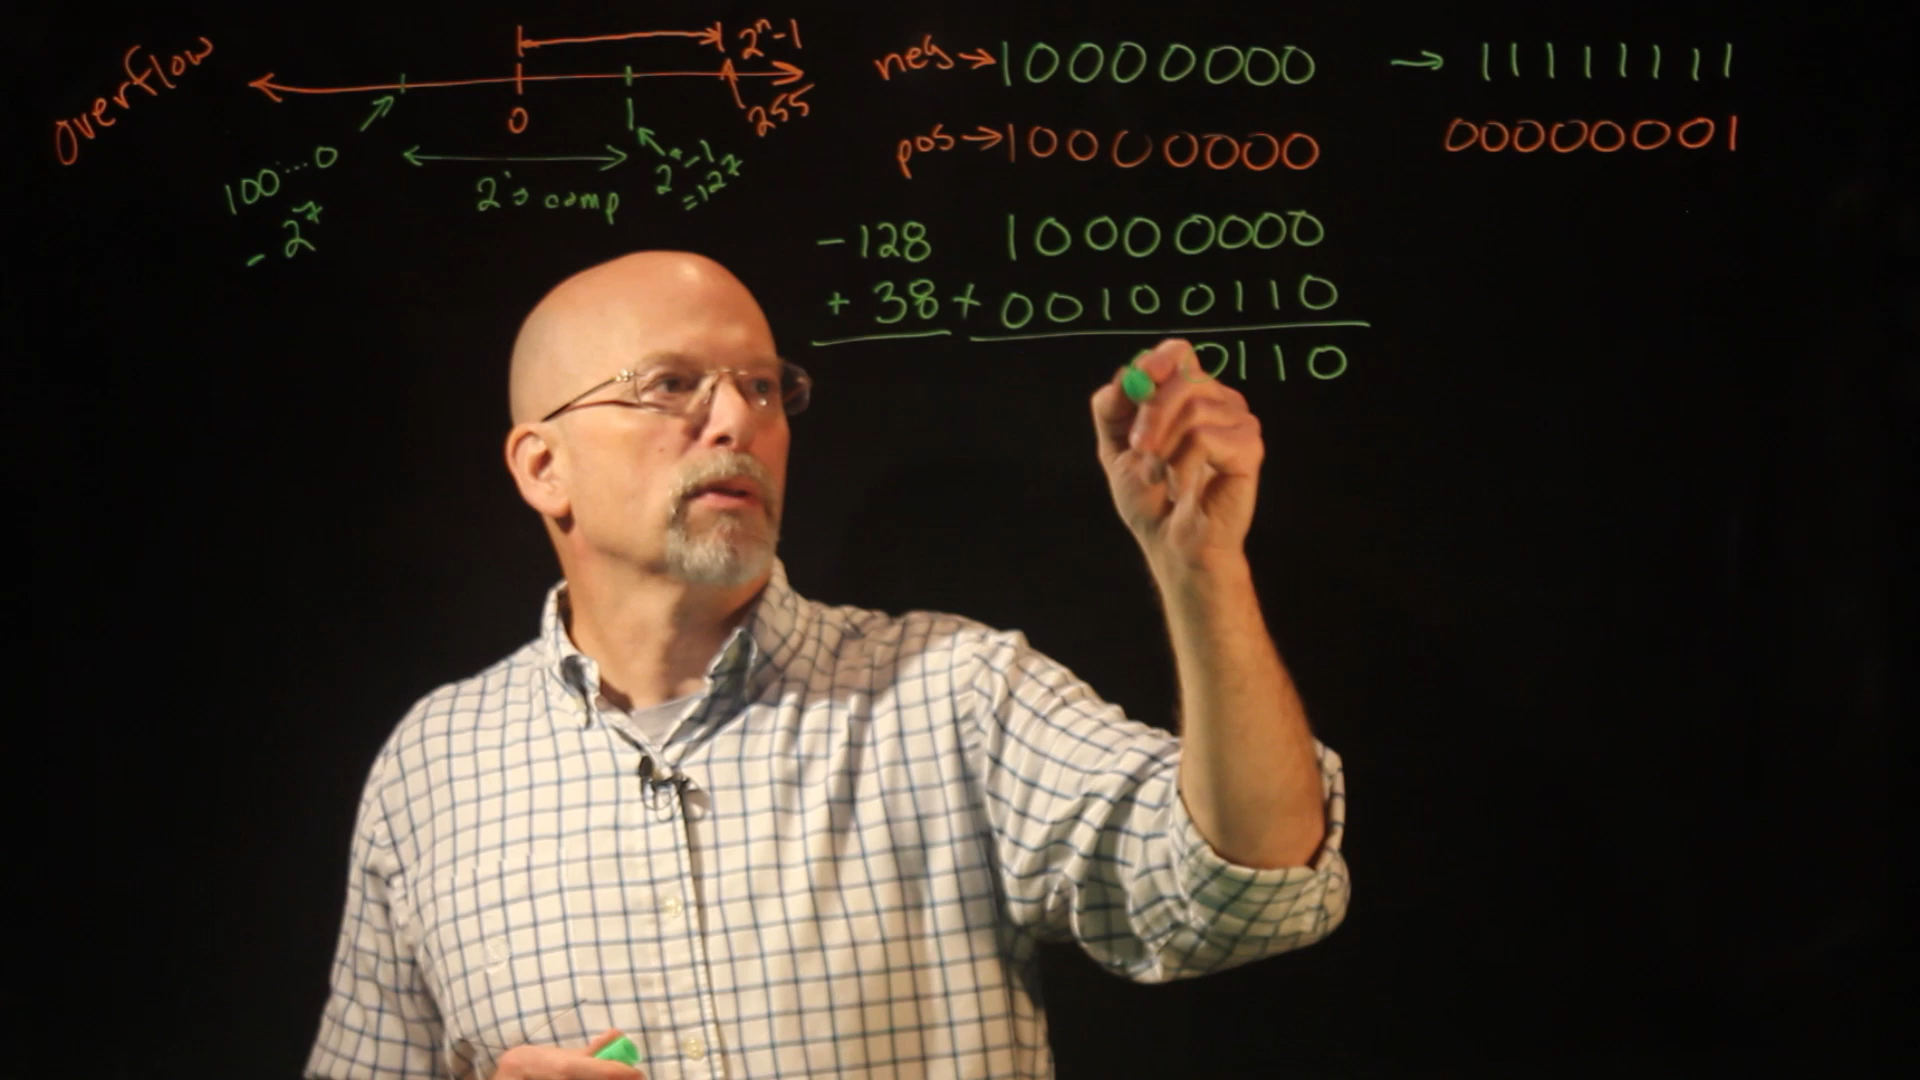 overflow
2ⁿ-1
0
1
255
100...0
-2⁷
2's comp
2ⁿ-1
=127
neg → 10000000 → 11111111
pos → 10000000 00000001
-128 10000000
+ 38 + 00100110
0110